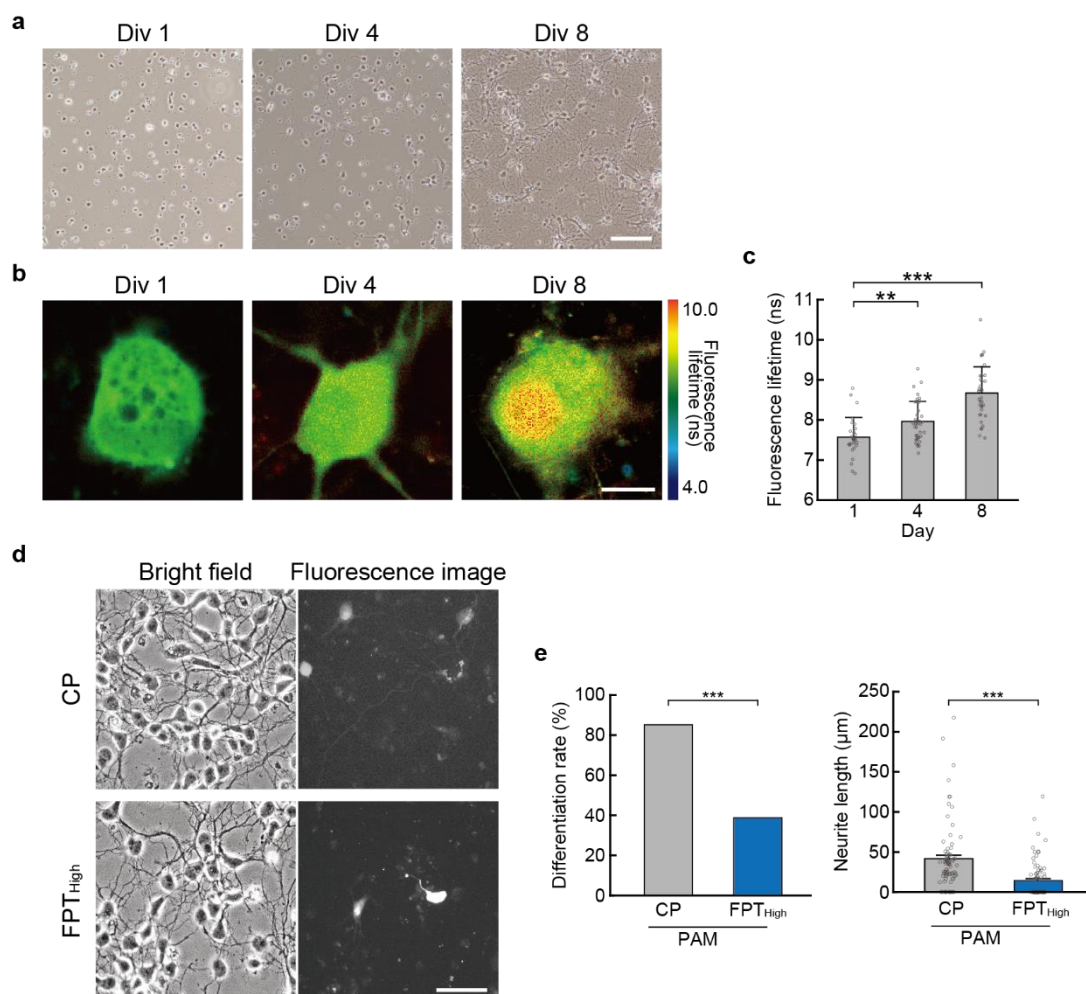 a
Div 1 Div 4 Div 8
b
Div 1 Div 4 Div 8
10.0
Fluorescence
lifetime (ns)
4.0
c
***
**
Fluorescence lifetime (ns)
11
10
9
8
7
6
1 4 8
Day
d
Bright field Fluorescence image
CP
FPTHigh
e
***
Differentiation rate (%)
100
80
60
40
20
0
CP FPTHigh
PAM
***
Neurite length (μm)
250
200
150
100
50
0
CP FPTHigh
PAM